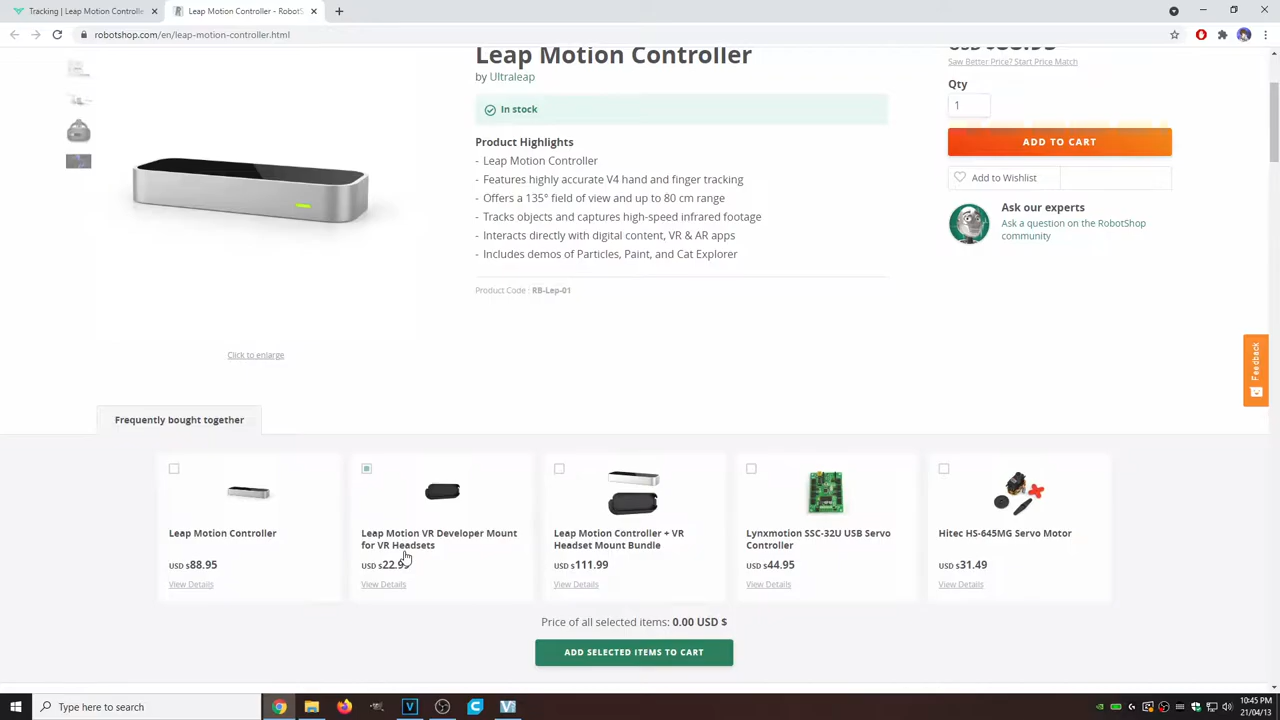 Tracking | Leap Motion Controlle
Leap Motion Controller - RobotS
robotshop.com/en/leap-motion-controller.html
Leap Motion Controller
by Ultraleap
In stock
Product Highlights
- Leap Motion Controller
- Features highly accurate V4 hand and finger tracking
- Offers a 135° field of view and up to 80 cm range
- Tracks objects and captures high-speed infrared footage
- Interacts directly with digital content, VR & AR apps
- Includes demos of Particles, Paint, and Cat Explorer
Product Code : RB-Lep-01
Click to enlarge
Saw Better Price? Start Price Match
Qty
1
ADD TO CART
Add to Wishlist
Ask our experts
Ask a question on the RobotShop
community
Feedback
Frequently bought together
Leap Motion Controller
USD $88.95
View Details
Leap Motion VR Developer Mount
for VR Headsets
USD $22.9
View Details
Leap Motion Controller + VR
Headset Mount Bundle
USD $111.99
View Details
Lynxmotion SSC-32U USB Servo
Controller
USD $44.95
View Details
Hitec HS-645MG Servo Motor
USD $31.49
View Details
Price of all selected items: 0.00 USD $
ADD SELECTED ITEMS TO CART
Type here to search
10:45 PM
21/04/13